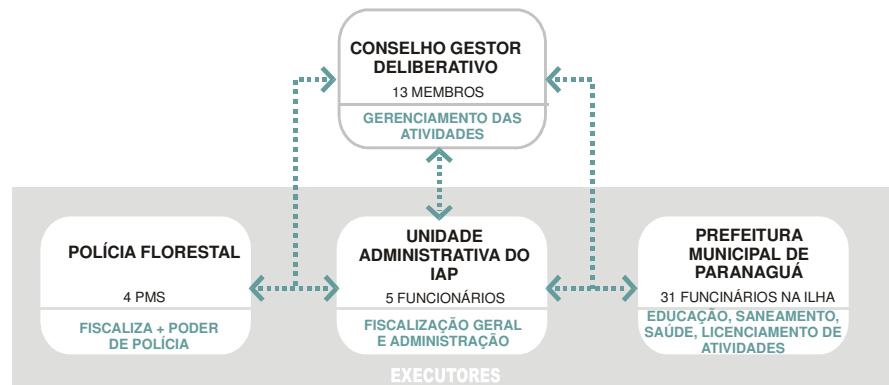 CONSELHO GESTOR
DELIBERATIVO
13 MEMBROS
GERENCIAMENTO DAS
ATIVIDADES
POLÍCIA FLORESTAL
4 PMS
FISCALIZA + PODER
DE POLÍCIA
UNIDADE
ADMINISTRATIVA DO
IAP
5 FUNCIONÁRIOS
FISCALIZAÇÃO GERAL
E ADMINISTRAÇÃO
PREFEITURA
MUNICIPAL DE
PARANAGUÁ
31 FUNCINÁRIOS NA ILHA
EDUCAÇÃO, SANEAMENTO,
SAÚDE, LICENCIAMENTO DE
ATIVIDADES
EXECUTORES